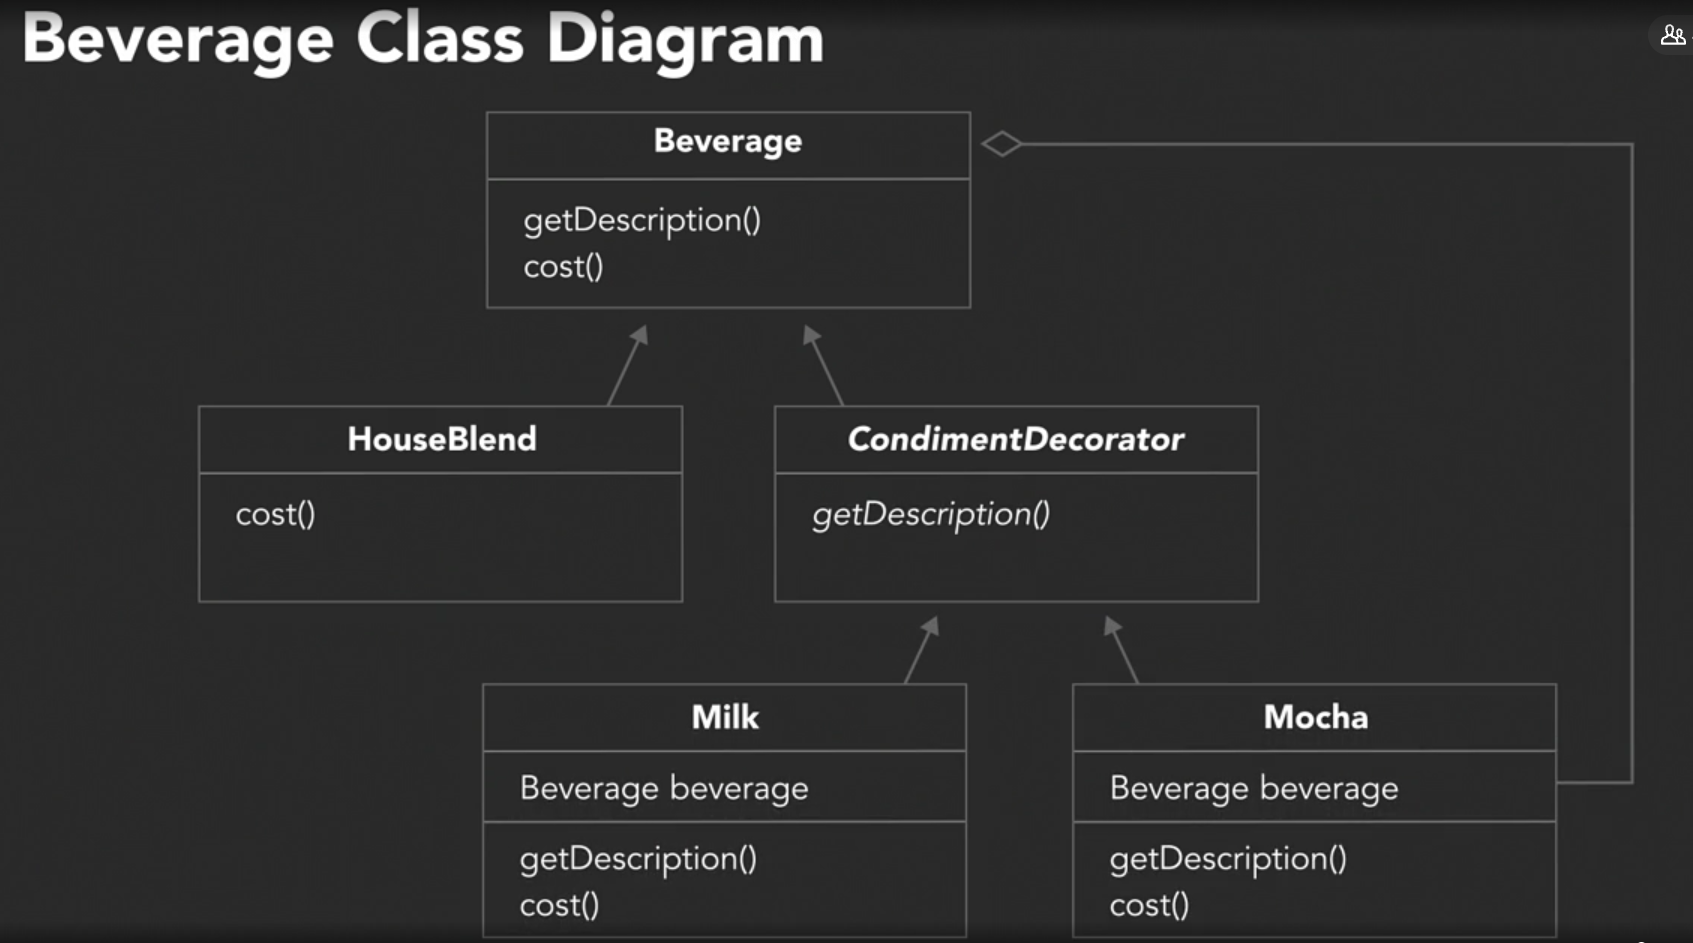 Beverage Class Diagram
Beverage
getDescription()
cost()
HouseBlend
cost()
CondimentDecorator
getDescription()
Milk
Beverage beverage
getDescription()
cost()
Mocha
Beverage beverage
getDescription()
cost()